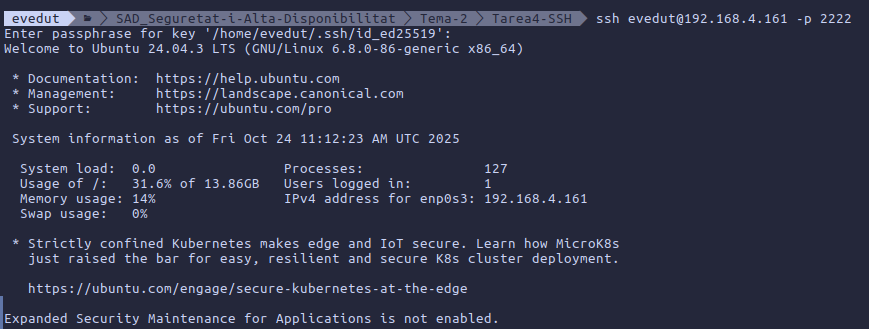 evedut SAD_Seguretat-i-Alta-Disponibilitat Tema-2 Tarea4-SSH ssh evedut@192.168.4.161 -p 2222
Enter passphrase for key '/home/evedut/.ssh/id_ed25519':
Welcome to Ubuntu 24.04.3 LTS (GNU/Linux 6.8.0-86-generic x86_64)

 * Documentation:  https://help.ubuntu.com
 * Management:     https://landscape.canonical.com
 * Support:        https://ubuntu.com/pro

 System information as of Fri Oct 24 11:12:23 AM UTC 2025

  System load:  0.0                Processes:               127
  Usage of /:   31.6% of 13.86GB   Users logged in:         1
  Memory usage: 14%                IPv4 address for enp0s3: 192.168.4.161
  Swap usage:   0%

 * Strictly confined Kubernetes makes edge and IoT secure. Learn how MicroK8s
   just raised the bar for easy, resilient and secure K8s cluster deployment.

   https://ubuntu.com/engage/secure-kubernetes-at-the-edge

Expanded Security Maintenance for Applications is not enabled.